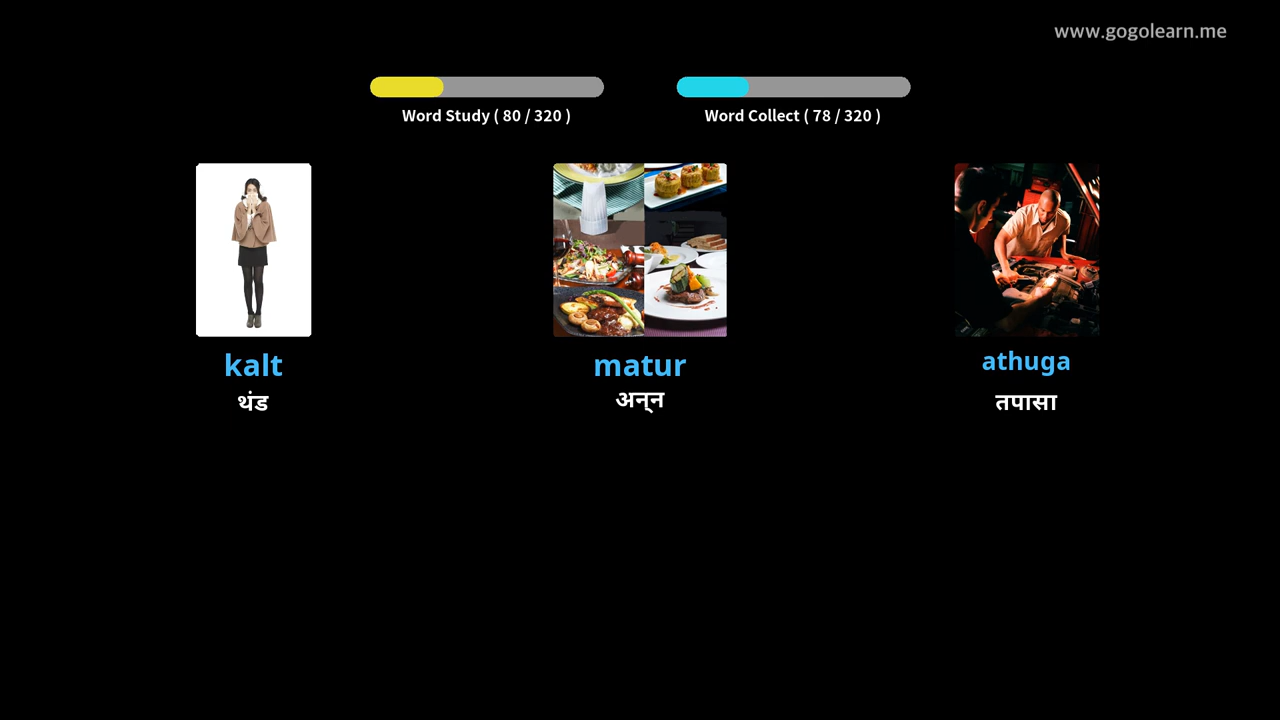 www.gogolearn.me
Word Study ( 80 / 320 )
Word Collect ( 78 / 320 )
kalt
matur
athuga
थंड
अन्‍न
तपासा